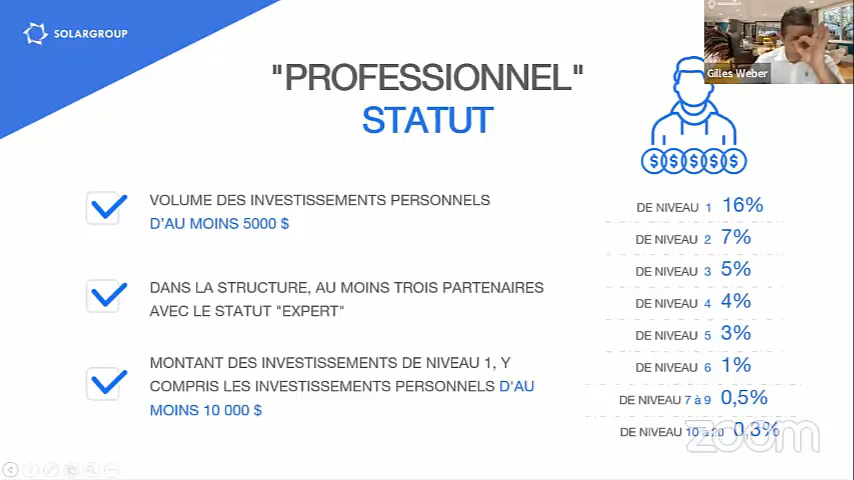 SOLARGROUP
"PROFESSIONNEL"
STATUT
Gilles Weber
VOLUME DES INVESTISSEMENTS PERSONNELS
D'AU MOINS 5000 $
DANS LA STRUCTURE, AU MOINS TROIS PARTENAIRES
AVEC LE STATUT "EXPERT"
MONTANT DES INVESTISSEMENTS DE NIVEAU 1, Y
COMPRIS LES INVESTISSEMENTS PERSONNELS D'AU
MOINS 10 000 $
$ $ $ $ $
DE NIVEAU 1 16%
DE NIVEAU 2 7%
DE NIVEAU 3 5%
DE NIVEAU 4 4%
DE NIVEAU 5 3%
DE NIVEAU 6 1%
DE NIVEAU 7 à 9 0,5%
DE NIVEAU 10 à 20 0,3%
zoom